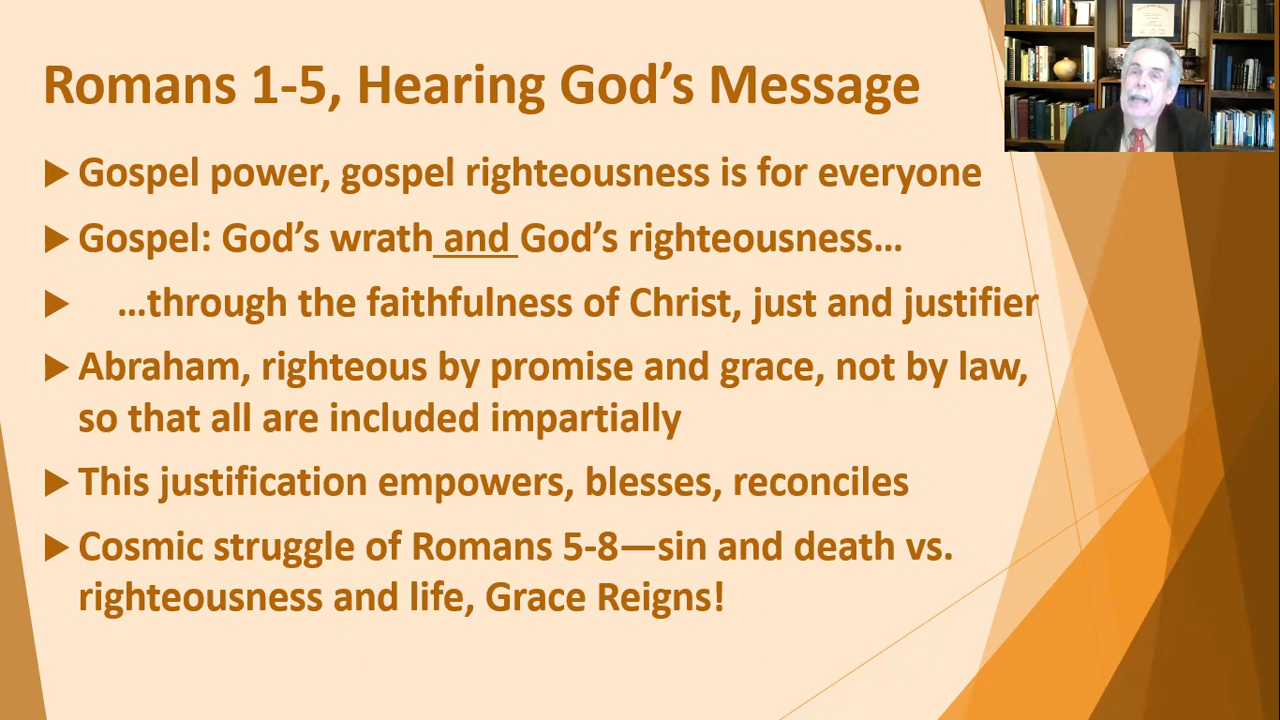 Romans 1-5, Hearing God’s Message
▶ Gospel power, gospel righteousness is for everyone
▶ Gospel: God’s wrath and God’s righteousness…
▶ …through the faithfulness of Christ, just and justifier
▶ Abraham, righteous by promise and grace, not by law,
so that all are included impartially
▶ This justification empowers, blesses, reconciles
▶ Cosmic struggle of Romans 5-8—sin and death vs.
righteousness and life, Grace Reigns!